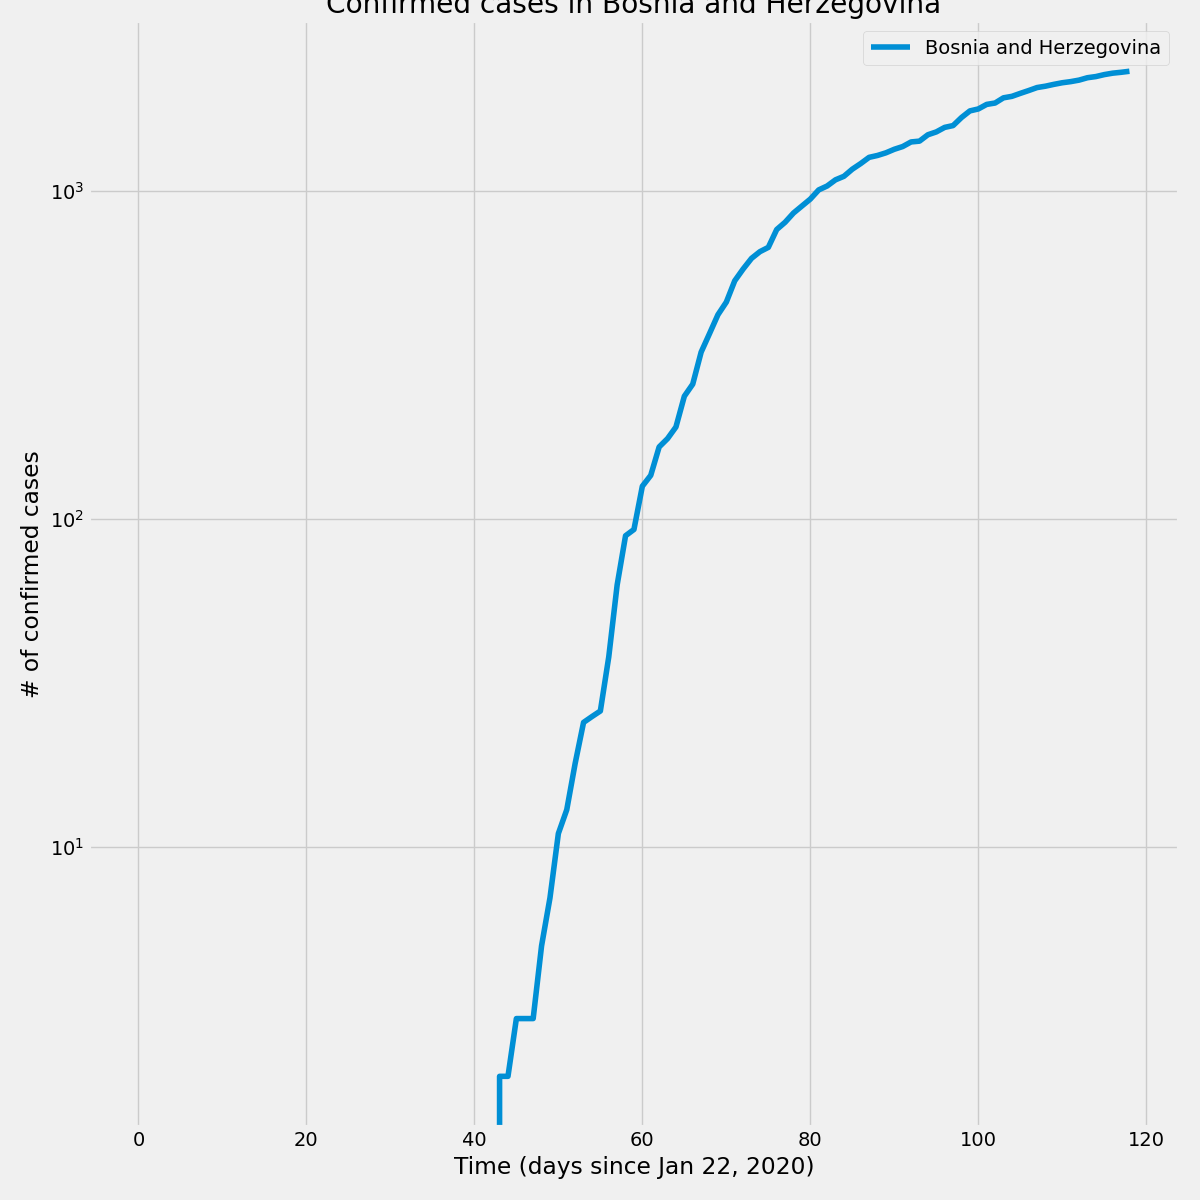 Confirmed cases in Bosnia and Herzegovina
Bosnia and Herzegovina
10³
10²
10¹
# of confirmed cases
0 20 40 60 80 100 120
Time (days since Jan 22, 2020)